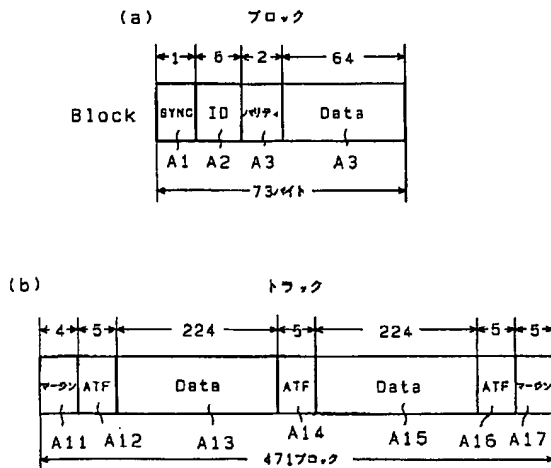 (a) ブロック
1 6 2 64
Block SYNC ID パリティ Data
A1 A2 A3 A3
73バイト
(b) トラック
4 5 224 5 224 5 5
マージン ATF Data ATF Data ATF マージン
A11 A12 A13 A14 A15 A16 A17
471ブロック